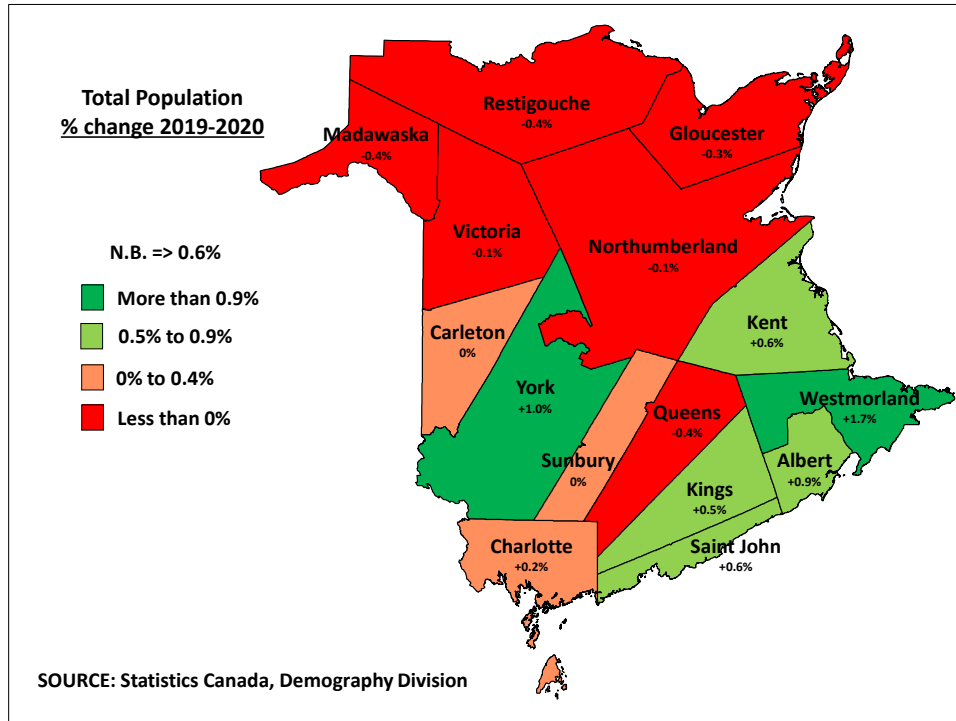 Total Population
% change 2019-2020
Restigouche
-0.4%
Gloucester
-0.3%
Madawaska
-0.4%
Victoria
-0.1%
Northumberland
-0.1%
N.B. => 0.6%
More than 0.9%
0.5% to 0.9%
0% to 0.4%
Less than 0%
Carleton
0%
Kent
+0.6%
York
+1.0%
Queens
-0.4%
Westmorland
+1.7%
Sunbury
0%
Albert
+0.9%
Kings
+0.5%
Charlotte
+0.2%
Saint John
+0.6%
SOURCE: Statistics Canada, Demography Division